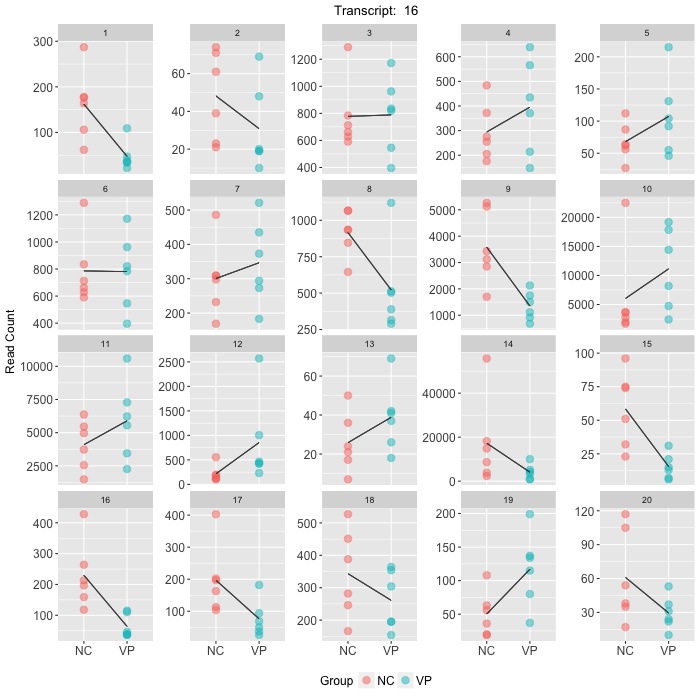 Transcript: 16
1 2 3 4 5
300 200 100
60 40 20
1200 1000 800 600 400
600 500 400 300 200
200 150 100 50
6 7 8 9 10
1200 1000 800 600 400
500 400 300 200
1000 750 500 250
5000 4000 3000 2000 1000
20000 15000 10000 5000
Read Count
11 12 13 14 15
10000 7500 5000 2500
2500 2000 1500 1000 500 0
60 40 20
40000 20000 0
100 75 50 25
16 17 18 19 20
400 300 200 100
400 300 200 100
500 400 300 200
200 150 100 50
120 90 60 30
NC VP NC VP NC VP NC VP NC VP
Group NC VP